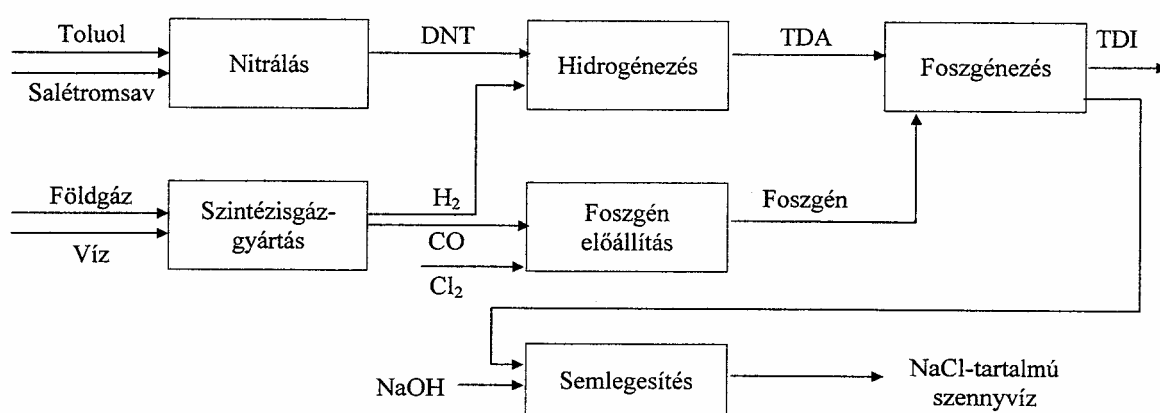 Toluol
Salétromsav
Nitrálás
DNT
Hidrogénezés
TDA
Foszgénezés
TDI
Földgáz
Víz
Szintézisgáz-
gyártás
H₂
CO
Cl₂
Foszgén
előállítás
Foszgén
NaOH
Semlegesítés
NaCl-tartalmú
szennyvíz